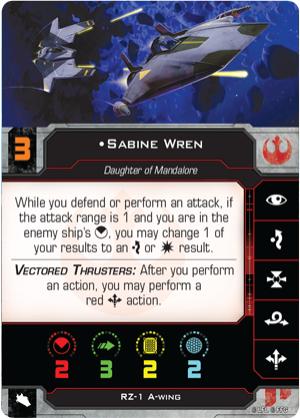 3
•Sabine Wren
Daughter of Mandalore
While you defend or perform an attack, if
the attack range is 1 and you are in the
enemy ship's , you may change 1 of
your results to an or result.
Vectored Thrusters: After you perform
an action, you may perform a
red action.
2 3 2 2
RZ-1 A-wing
© LFL © FFG